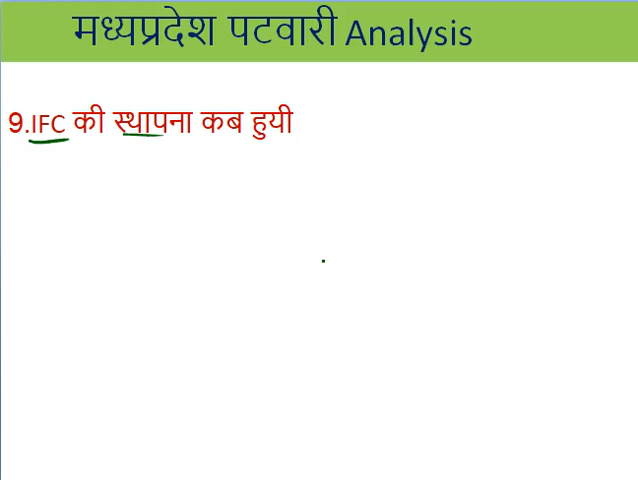 मध्यप्रदेश पटवारी Analysis
9.IFC की स्थापना कब हुयी